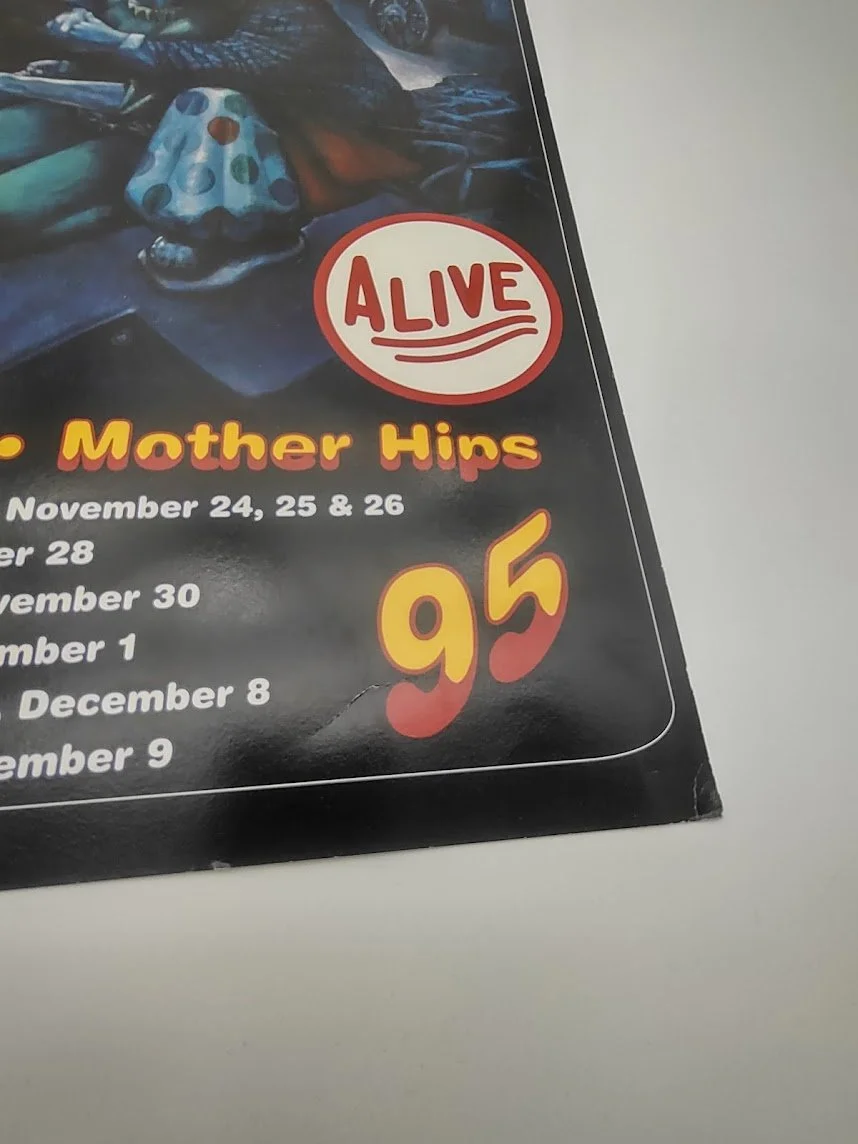 ALIVE
• Mother Hips
November 24, 25 & 26
er 28
vember 30
mber 1
December 8
ember 9
95